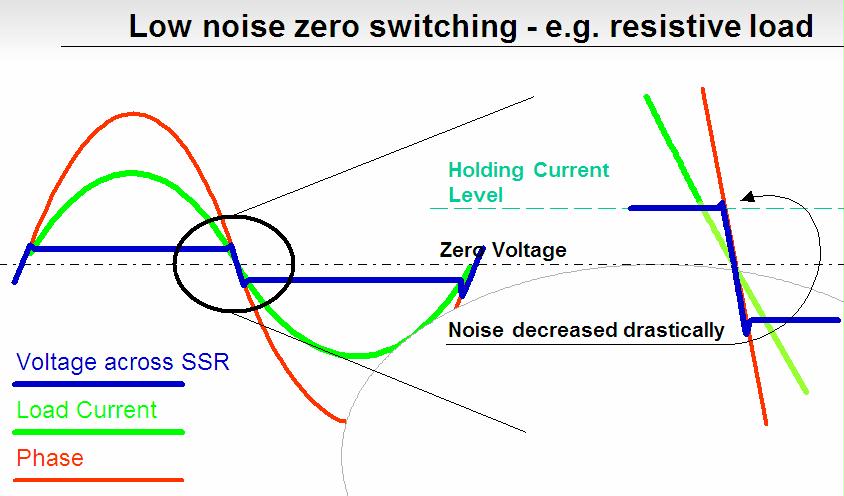 Low noise zero switching - e.g. resistive load
Holding Current
Level
Zero Voltage
Noise decreased drastically
Voltage across SSR
Load Current
Phase